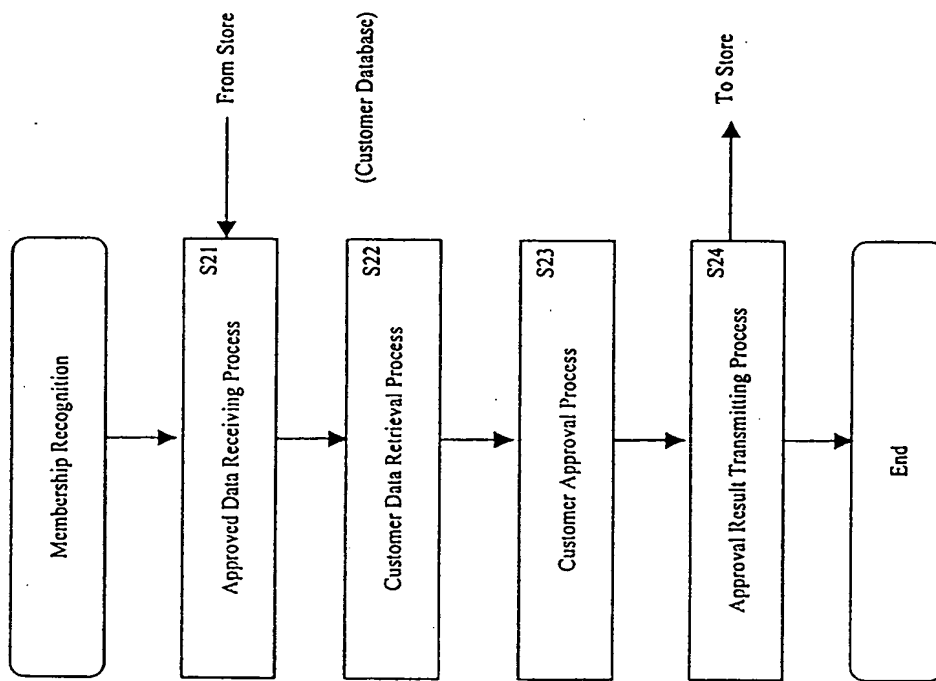 Membership Recognition
S21
Approved Data Receiving Process
From Store
S22
Customer Data Retrieval Process
(Customer Database)
S23
Customer Approval Process
S24
Approval Result Transmitting Process
To Store
End